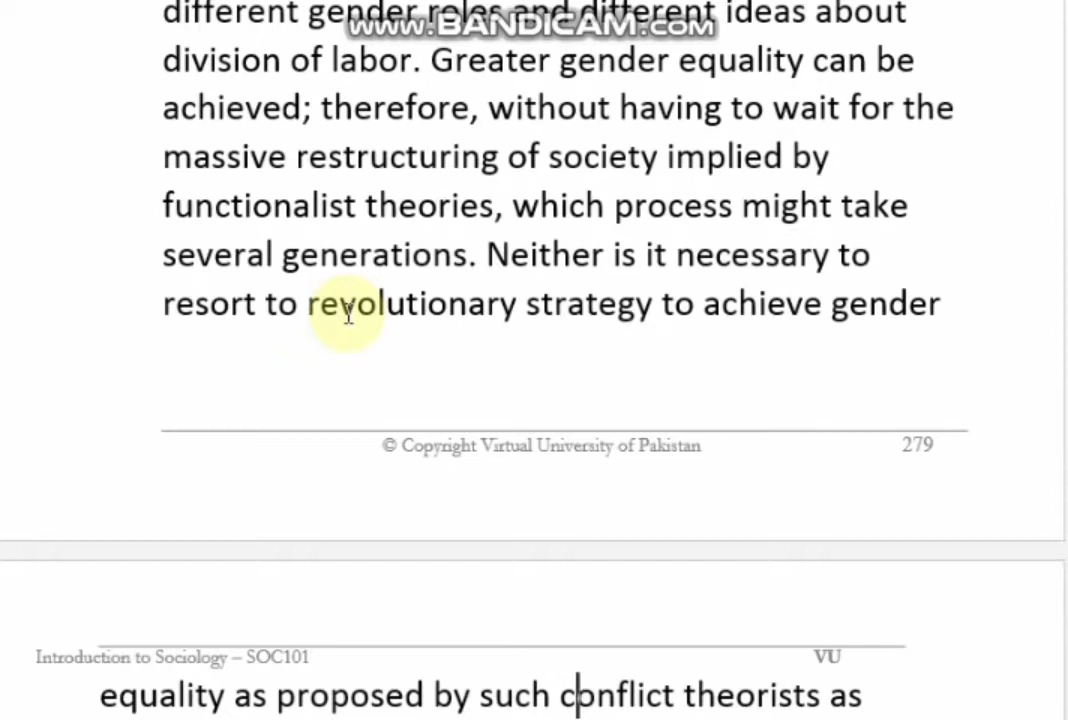 different gender roles and different ideas about
www.BANDICAM.com
division of labor. Greater gender equality can be
achieved; therefore, without having to wait for the
massive restructuring of society implied by
functionalist theories, which process might take
several generations. Neither is it necessary to
resort to revolutionary strategy to achieve gender
© Copyright Virtual University of Pakistan 279
Introduction to Sociology – SOC101 VU
equality as proposed by such conflict theorists as